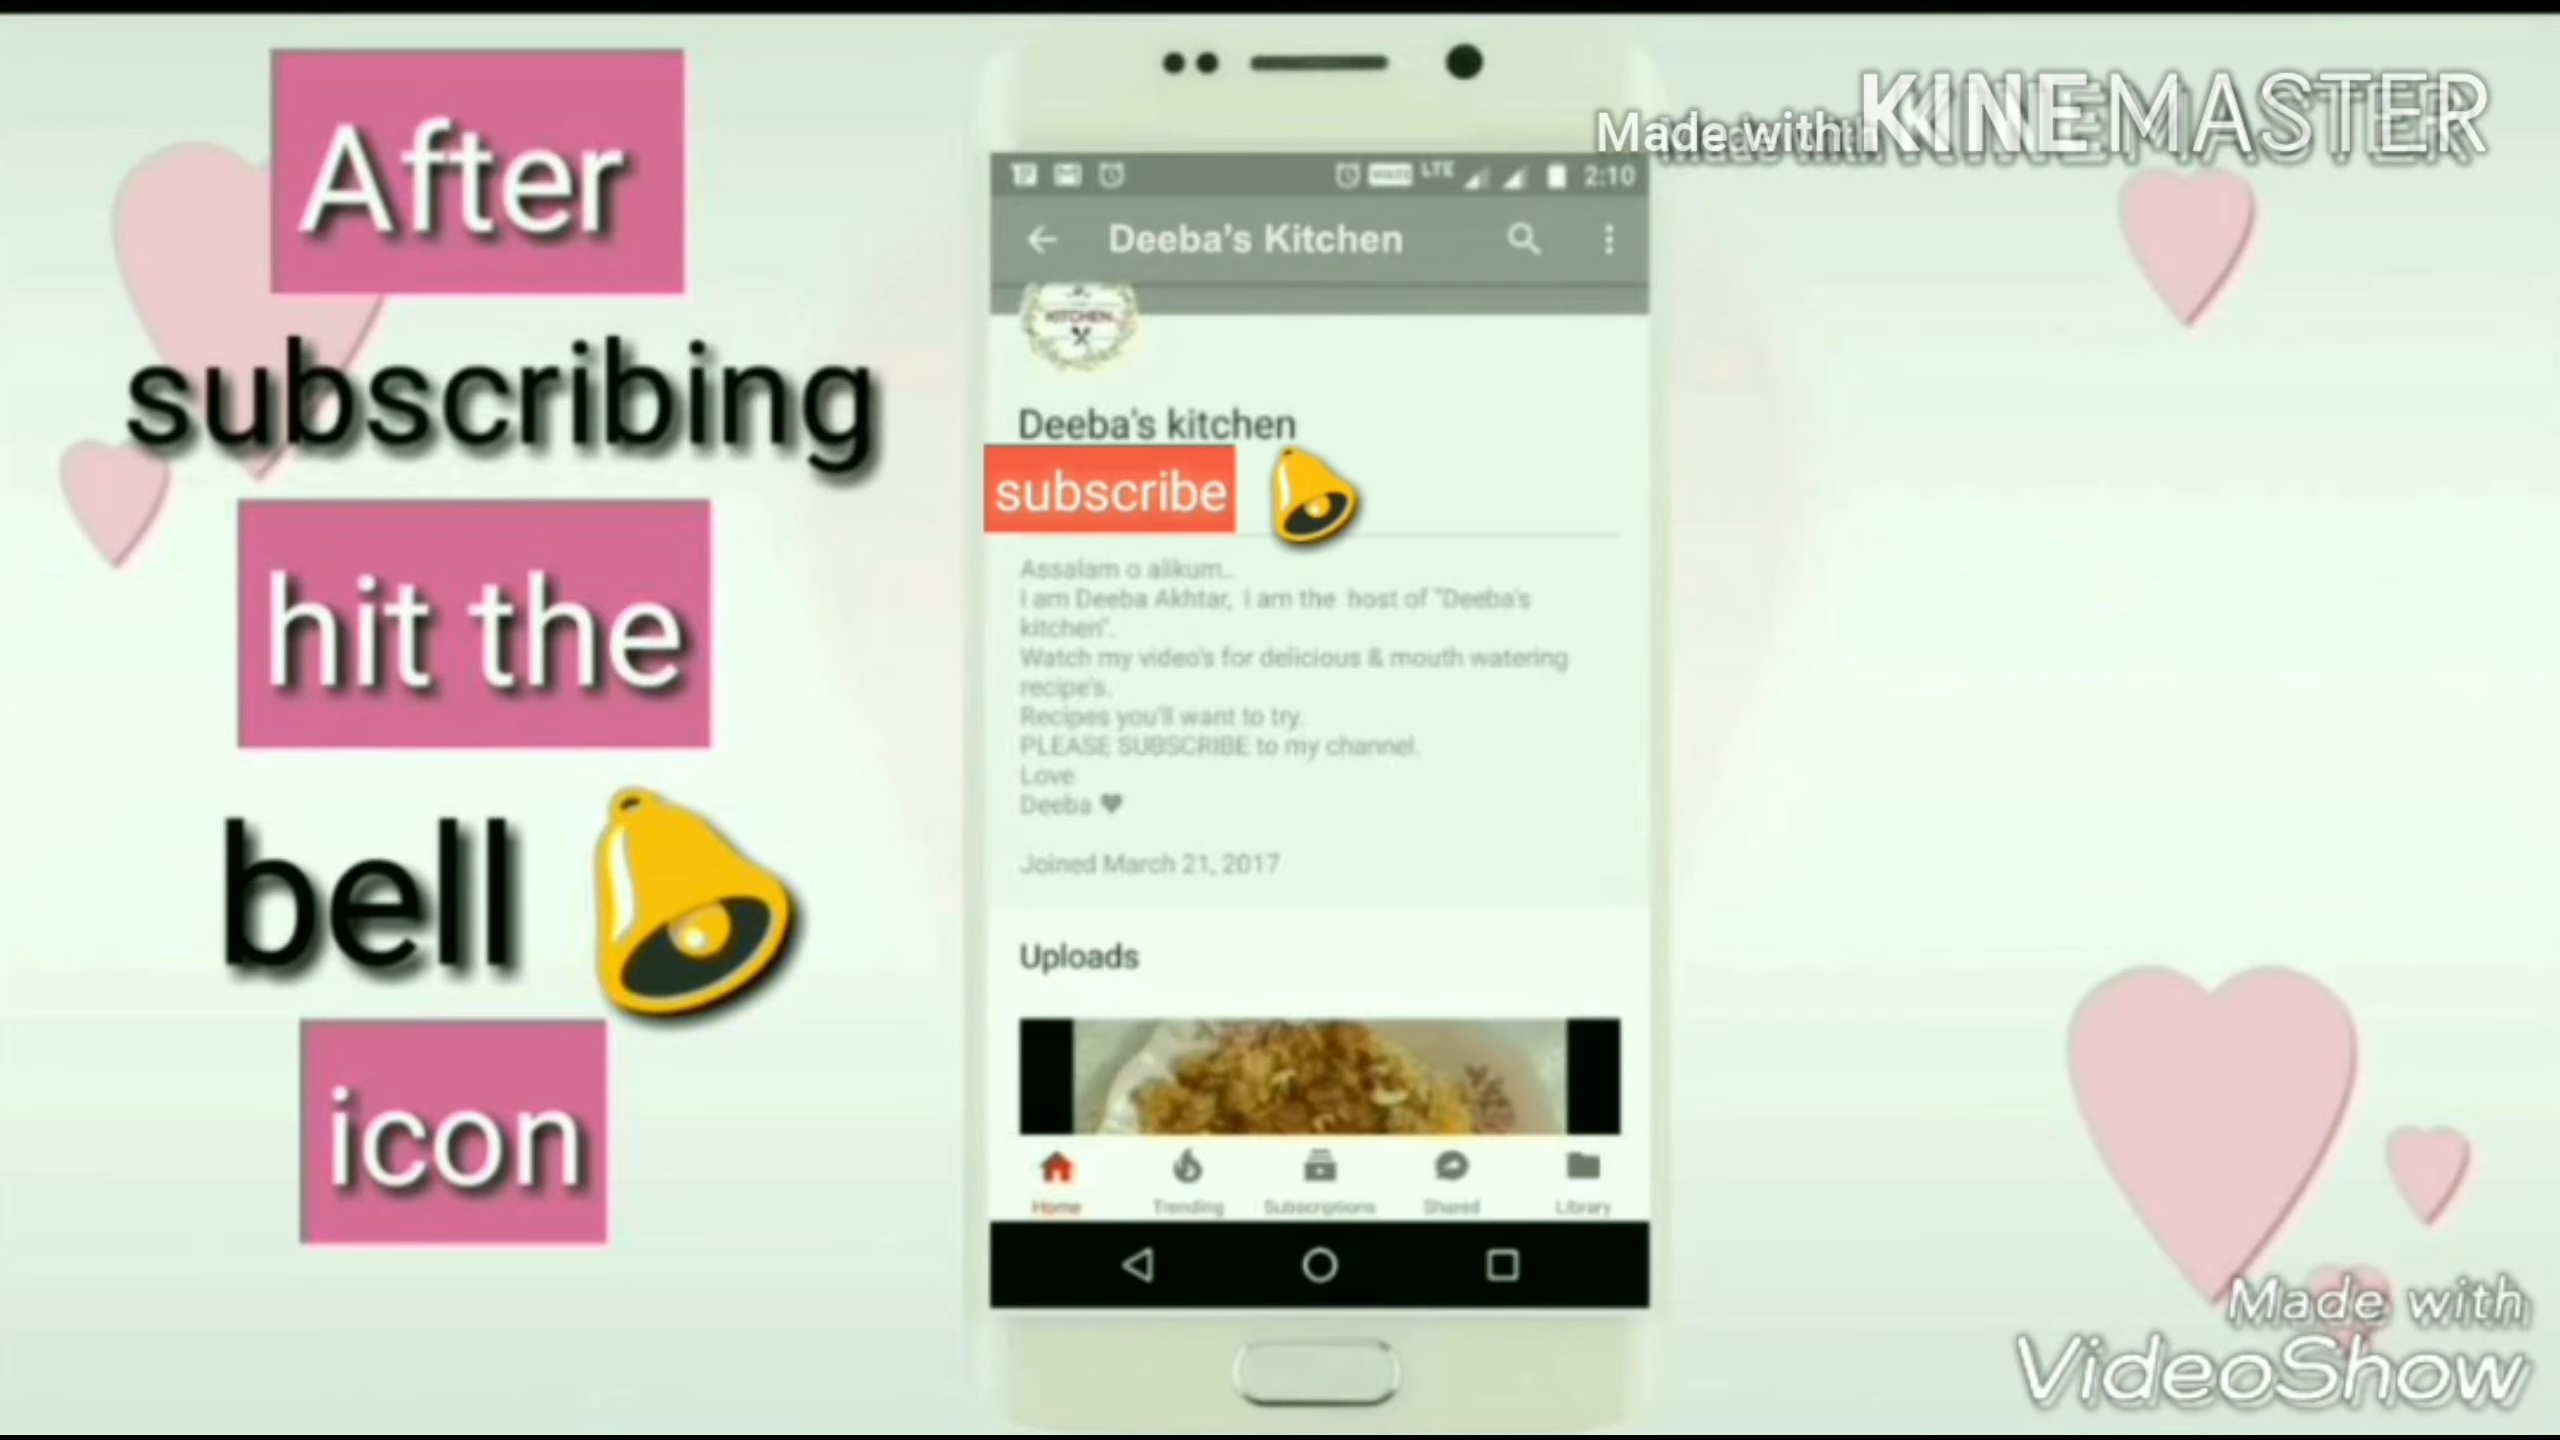 After
subscribing
hit the
bell
icon
Made with KINEMASTER
LTE
2:10
Deeba's Kitchen
KITCHEN
Deeba's kitchen
subscribe
Assalam o alikum..
I am Deeba Akhtar, I am the host of "Deeba's
kitchen".
Watch my video's for delicious & mouth watering
recipe's.
Recipes you'll want to try.
PLEASE SUBSCRIBE to my channel.
Love
Deeba ♥
Joined March 21, 2017
Uploads
Home Trending Subscriptions Shared Library
Made with
VideoShow